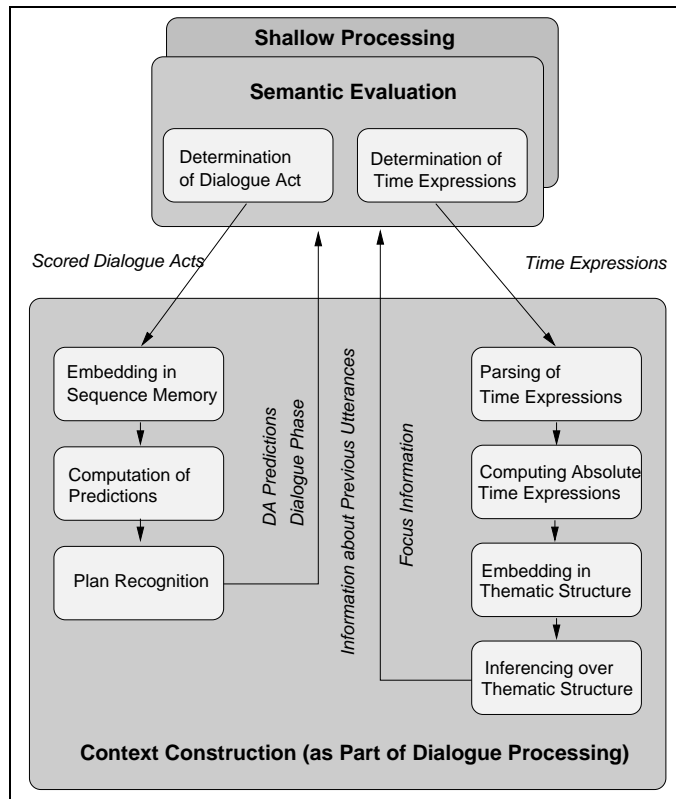 Shallow Processing
Semantic Evaluation
Determination
of Dialogue Act
Determination of
Time Expressions
Scored Dialogue Acts
Time Expressions
Embedding in
Sequence Memory
Computation of
Predictions
Plan Recognition
DA Predictions
Dialogue Phase
Information about Previous Utterances
Focus Information
Parsing of
Time Expressions
Computing Absolute
Time Expressions
Embedding in
Thematic Structure
Inferencing over
Thematic Structure
Context Construction (as Part of Dialogue Processing)